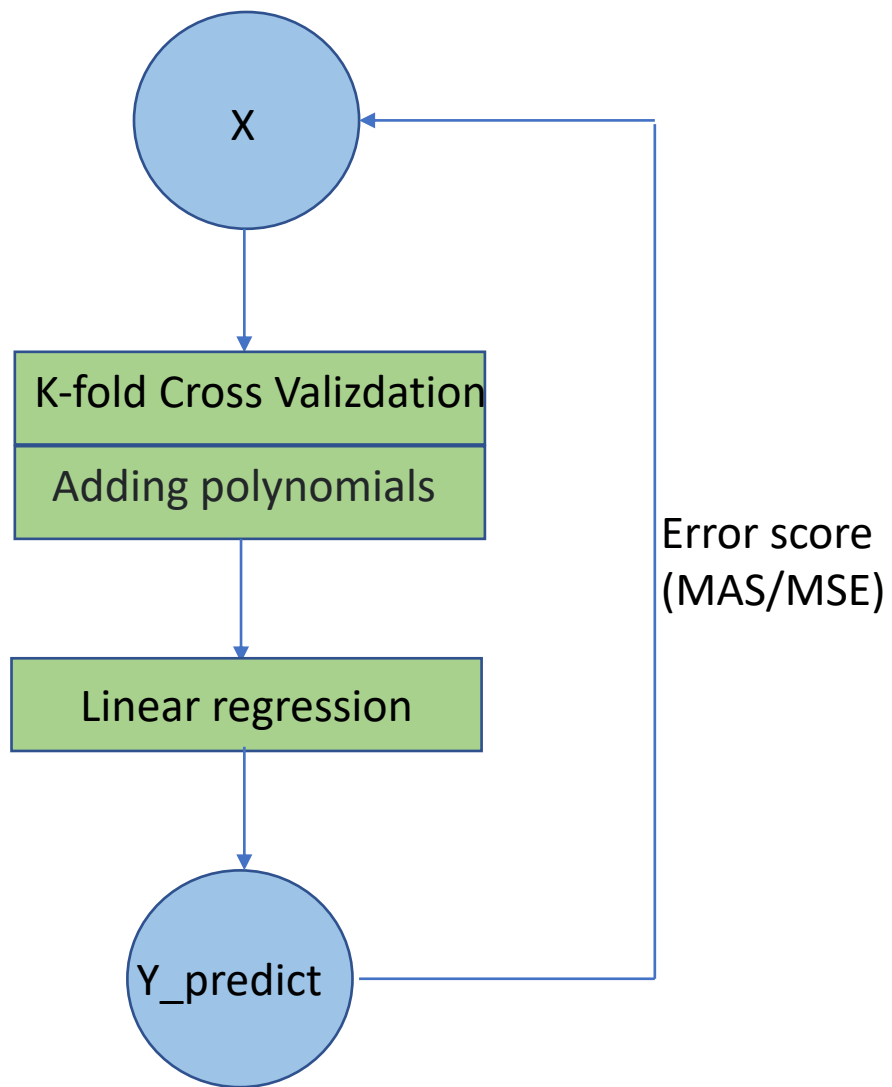 X
K-fold Cross Valizdation
Adding polynomials
Error score
(MAS/MSE)
Linear regression
Y_predict